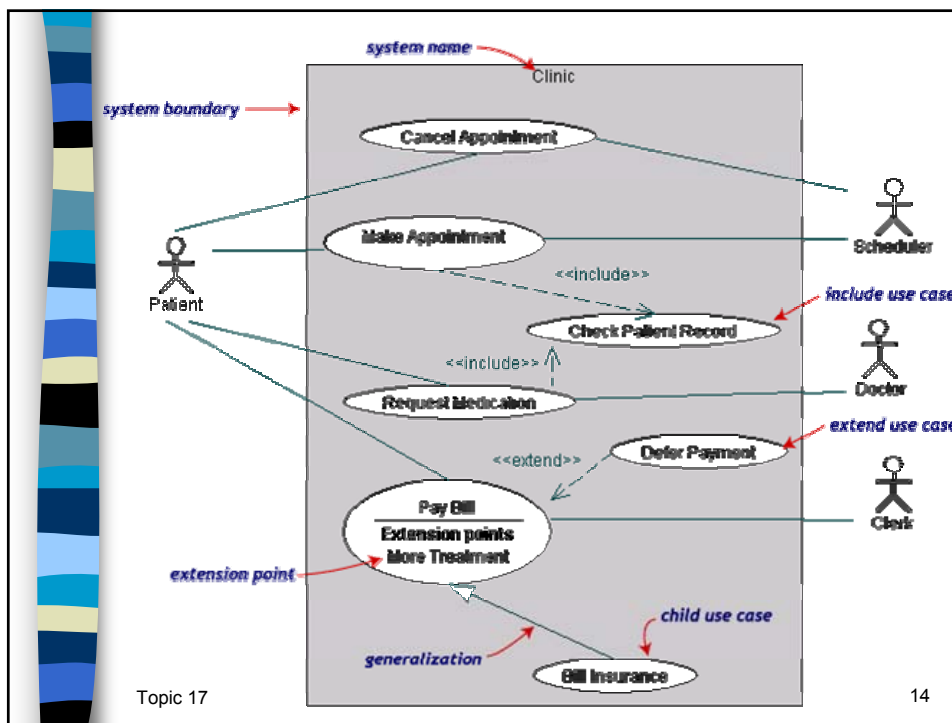 system name
Clinic
system boundary
Cancel Appointment
Scheduler
Make Appointment
<<include>>
Patient
include use case
Check Patient Record
<<include>>
Doctor
Request Medication
extend use case
<<extend>>
Defer Payment
Pay Bill
Extension points
More Treatment
Clerk
extension point
child use case
generalization
Bill Insurance
Topic 17
14